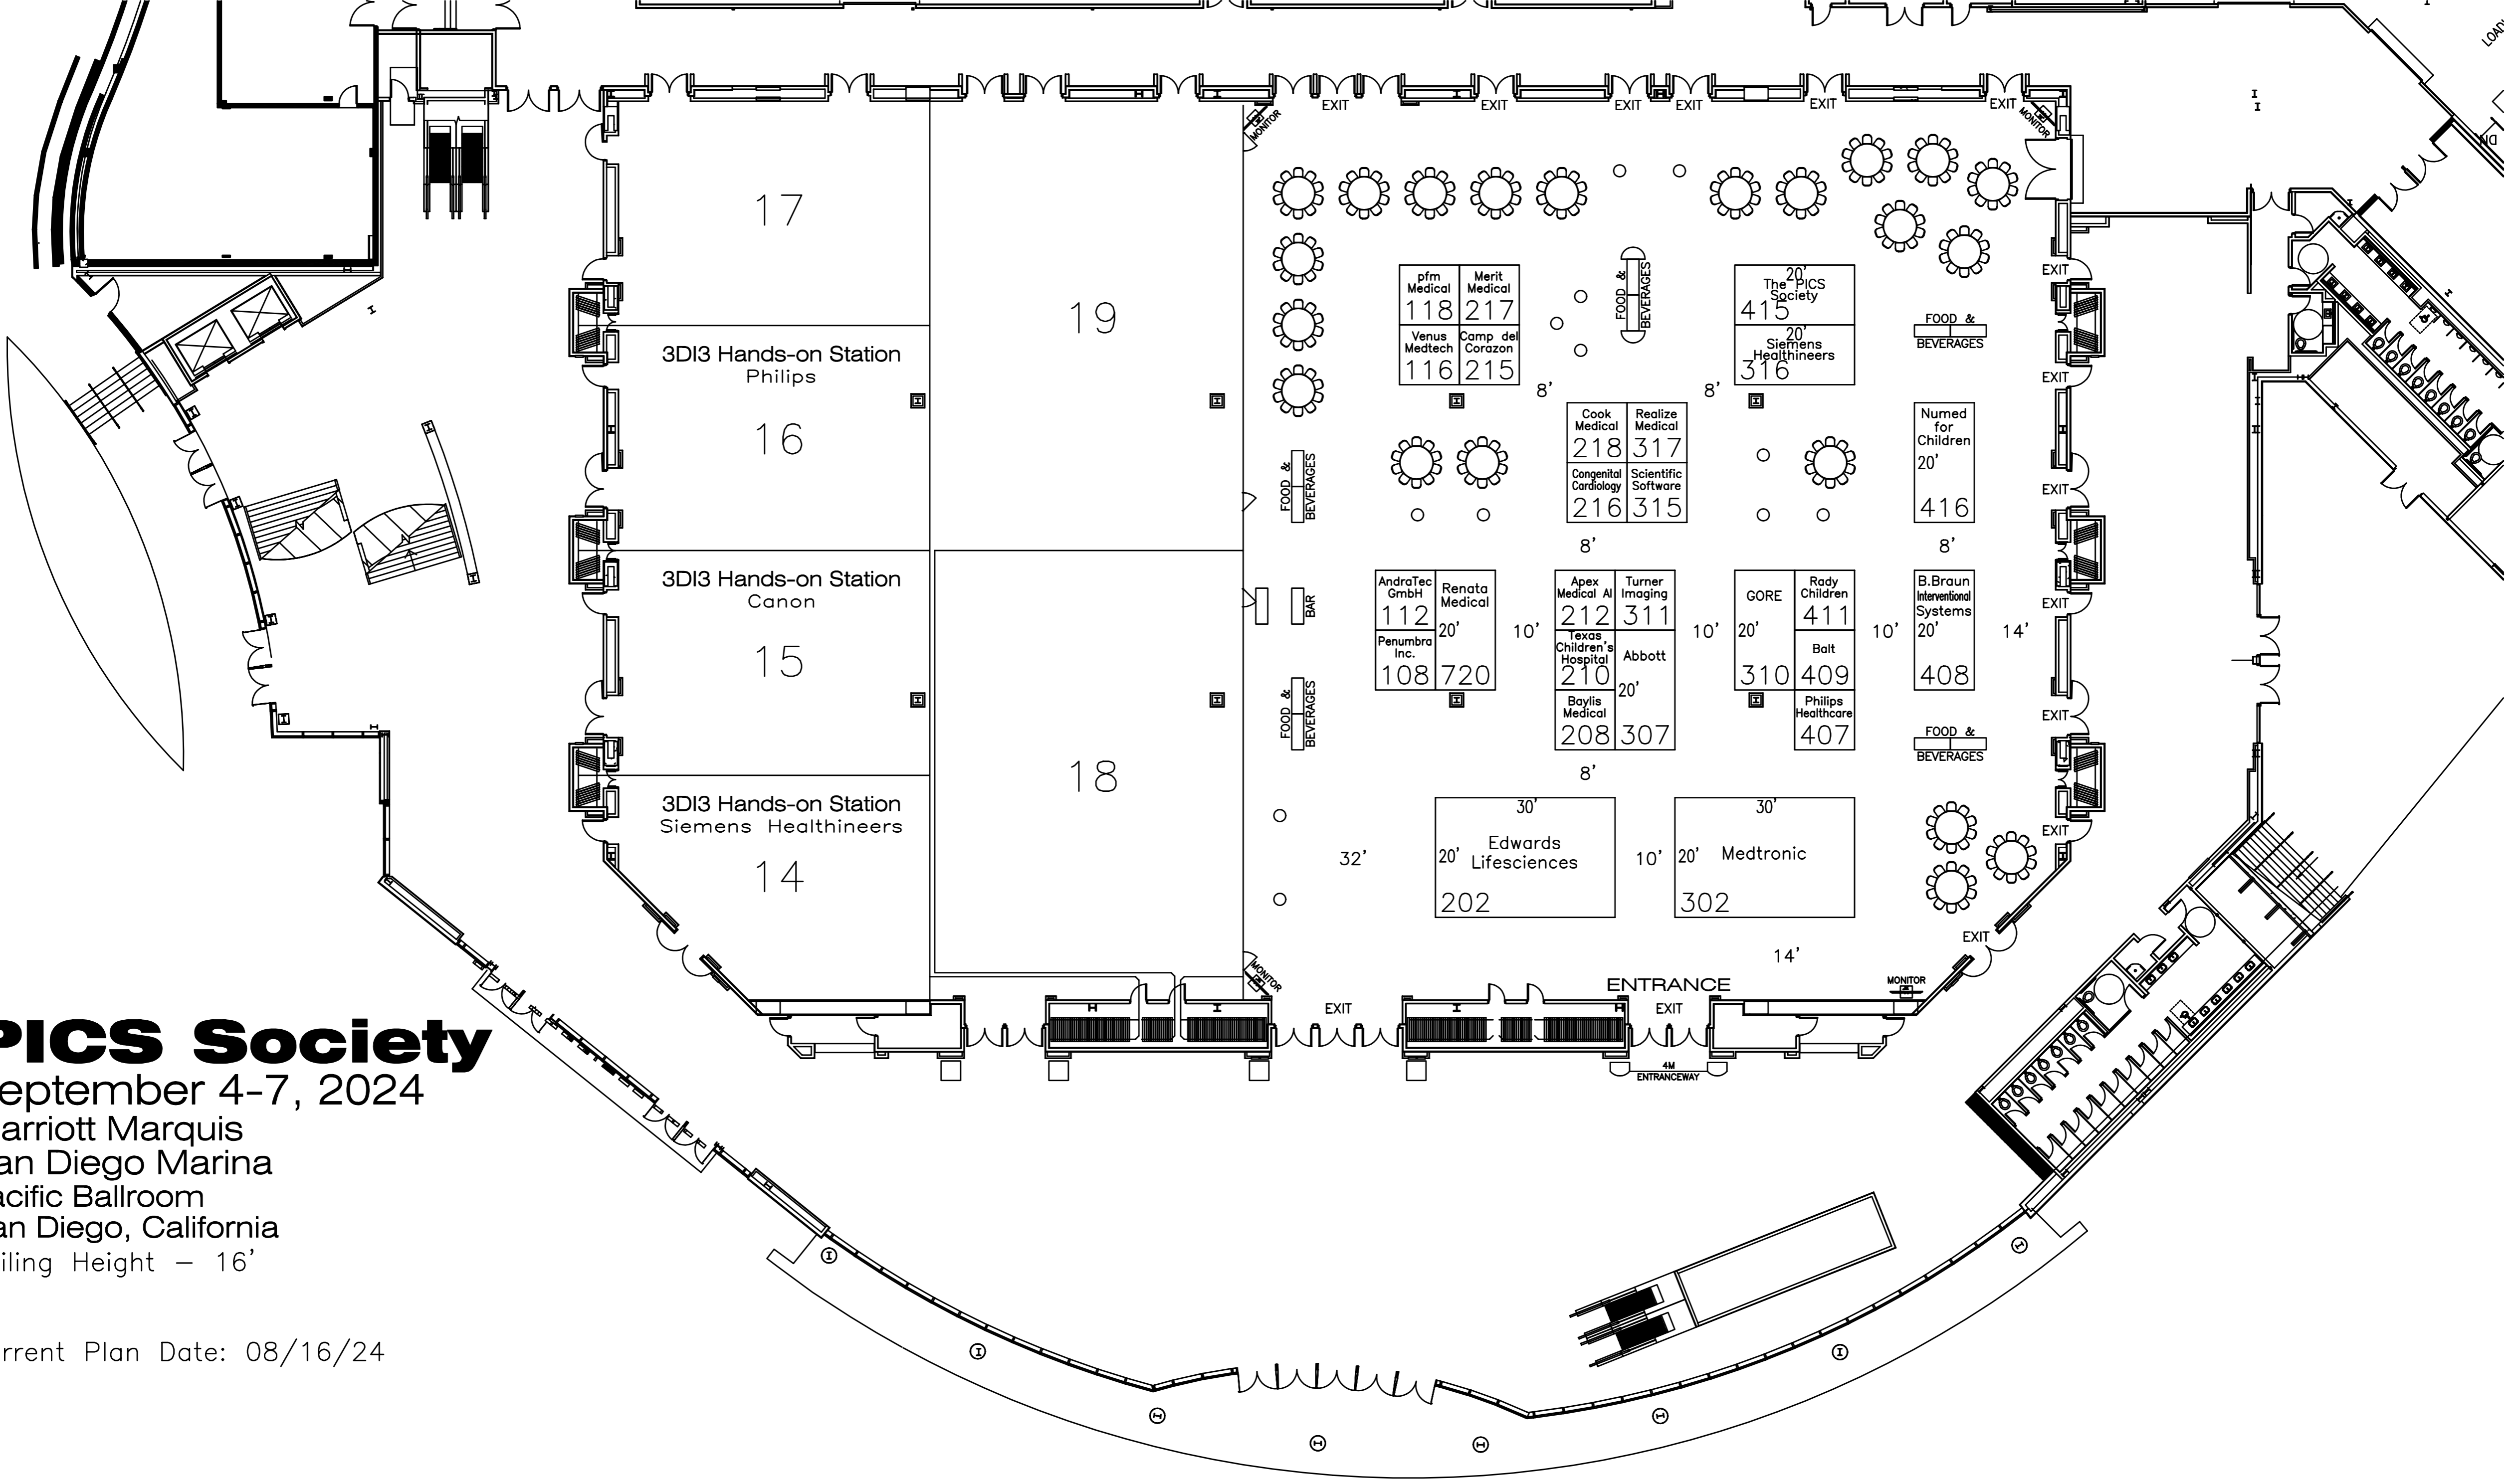 LOAD
DN
EXIT
EXIT
EXIT
EXIT
EXIT
EXIT
MONITOR
MONITOR
17
19
3DI3 Hands-on Station
Philips
16
3DI3 Hands-on Station
Canon
15
3DI3 Hands-on Station
Siemens Healthineers
14
18
pfm
Medical
118
Merit
Medical
217
Venus
Medtech
116
Camp del
Corazon
215
FOOD &
BEVERAGES
20'
The PICS
Society
415
20'
Siemens
Healthineers
316
FOOD &
BEVERAGES
EXIT
EXIT
8'
8'
Cook
Medical
218
Realize
Medical
317
Congenital
Cardiology
216
Scientific
Software
315
Numed
for
Children
20'
416
FOOD &
BEVERAGES
EXIT
8'
8'
AndraTec
GmbH
112
Renata
Medical
20'
720
Penumbra
Inc.
108
10'
Apex
Medical AI
212
Turner
Imaging
311
Texas
Children's
Hospital
210
Abbott
20'
307
Baylis
Medical
208
10'
GORE
20'
310
Rady
Children
411
Balt
409
Philips
Healthcare
407
10'
B.Braun
Interventional
Systems
20'
408
14'
EXIT
BAR
FOOD &
BEVERAGES
EXIT
FOOD &
BEVERAGES
8'
EXIT
32'
30'
20'
Edwards
Lifesciences
202
10'
30'
20'
Medtronic
302
EXIT
14'
MONITOR
ENTRANCE
MONITOR
EXIT
EXIT
4M
ENTRANCEWAY
PICS Society
eptember 4-7, 2024
arriott Marquis
an Diego Marina
acific Ballroom
an Diego, California
iling Height - 16'
rrent Plan Date: 08/16/24